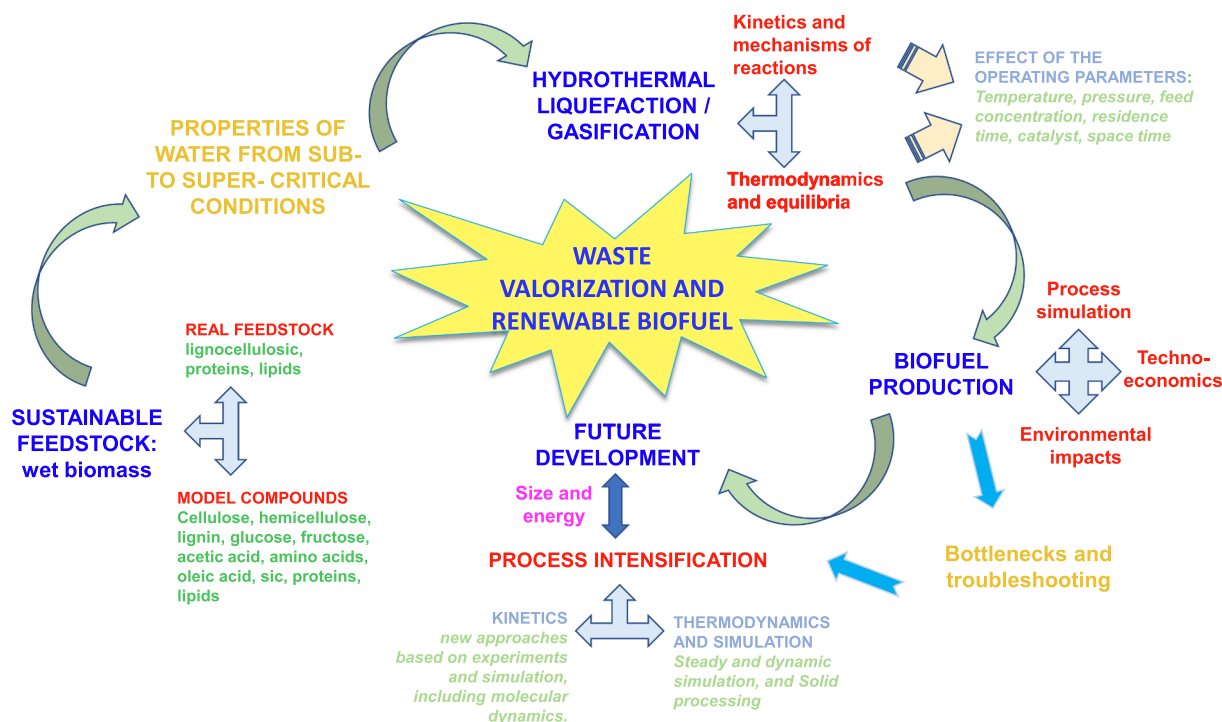 Kinetics and
mechanisms of
reactions
EFFECT OF THE
OPERATING PARAMETERS:
Temperature, pressure, feed
concentration, residence
time, catalyst, space time
HYDROTHERMAL
LIQUEFACTION /
GASIFICATION
PROPERTIES OF
WATER FROM SUB-
TO SUPER- CRITICAL
CONDITIONS
Thermodynamics
and equilibria
WASTE
VALORIZATION AND
RENEWABLE BIOFUEL
Process
simulation
Techno-
economics
Environmental
impacts
BIOFUEL
PRODUCTION
REAL FEEDSTOCK
lignocellulosic,
proteins, lipids
SUSTAINABLE
FEEDSTOCK:
wet biomass
MODEL COMPOUNDS
Cellulose, hemicellulose,
lignin, glucose, fructose,
acetic acid, amino acids,
oleic acid, sic, proteins,
lipids
FUTURE
DEVELOPMENT
Size and
energy
PROCESS INTENSIFICATION
Bottlenecks and
troubleshooting
KINETICS
new approaches
based on experiments
and simulation,
including molecular
dynamics.
THERMODYNAMICS
AND SIMULATION
Steady and dynamic
simulation, and Solid
processing